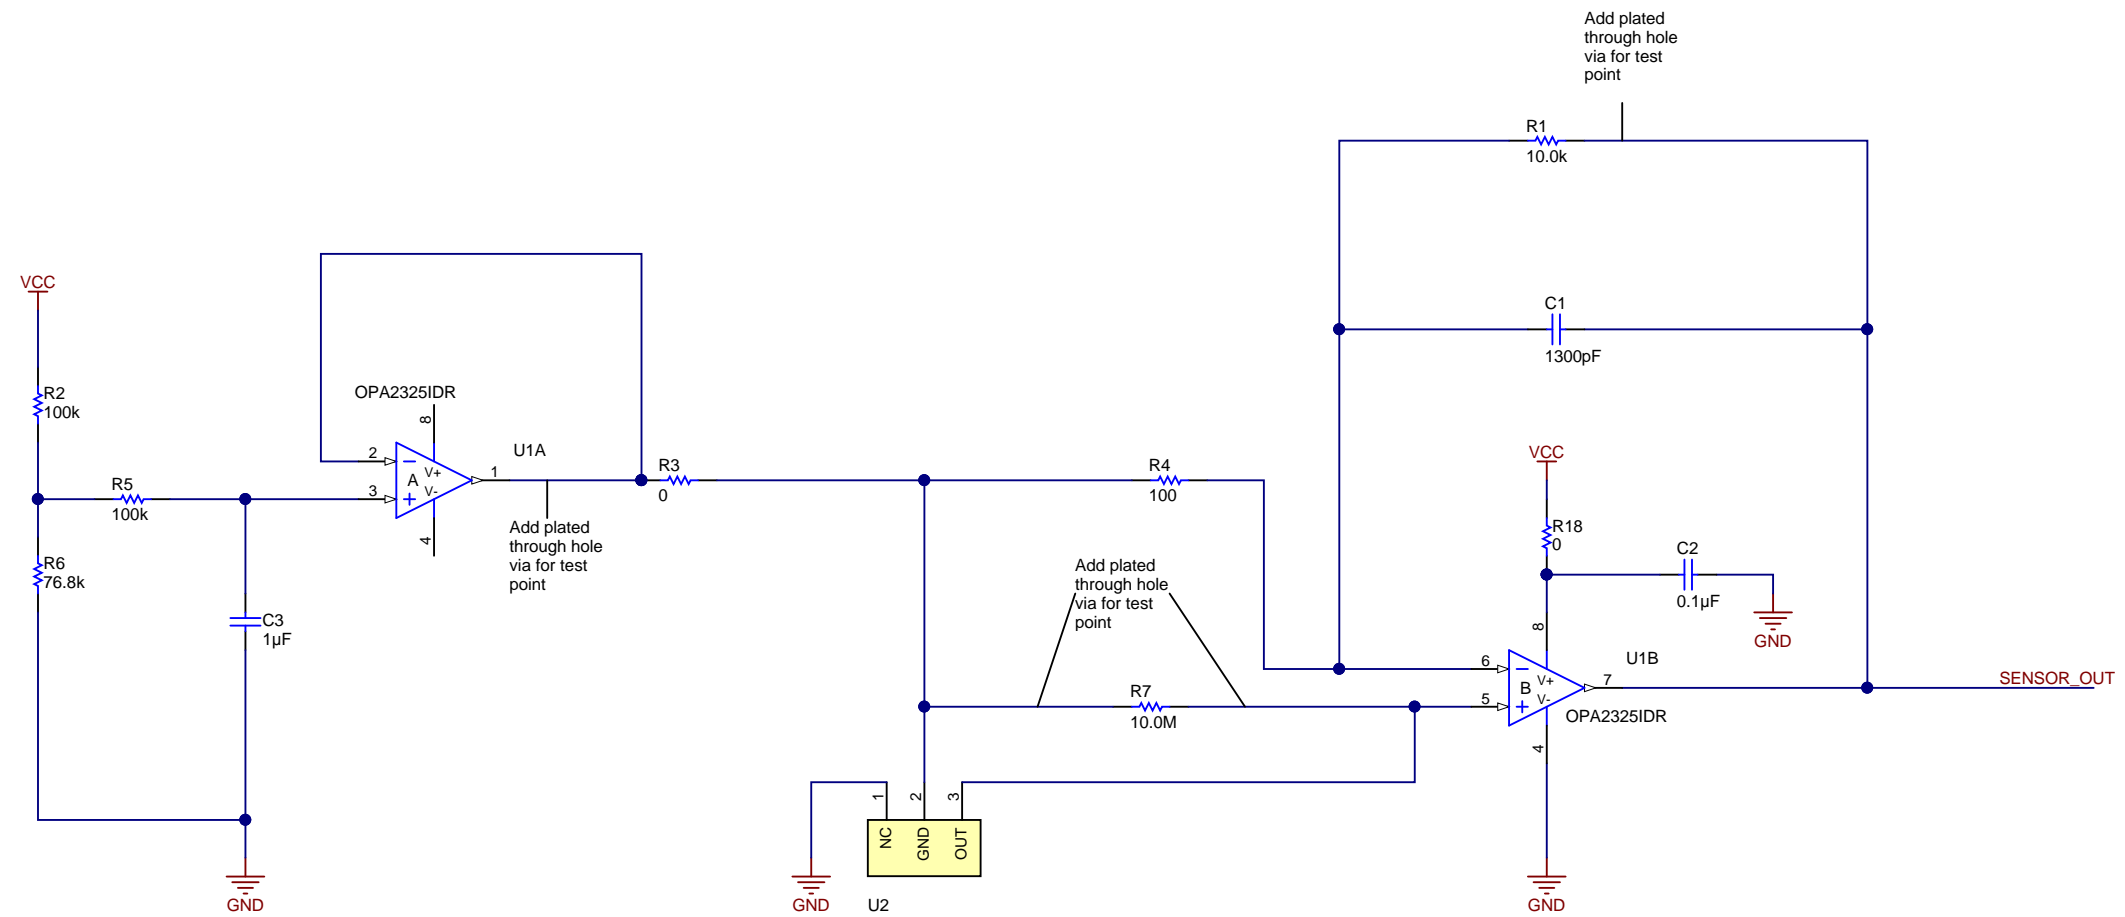 Add plated
through hole
via for test
point
R1
10.0k
VCC
C1
1300pF
R2
100k
OPA2325IDR
8
U1A
2
V+
A
V-
1
3
4
R5
100k
R3
0
R4
100
VCC
Add plated
through hole
via for test
point
R6
76.8k
R18
0
C2
0.1µF
GND
Add plated
through hole
via for test
point
C3
1µF
8
U1B
6
V+
B
V-
7
5
OPA2325IDR
4
SENSOR_OUT
R7
10.0M
1
2
3
NC
GND
OUT
GND
GND
U2
GND